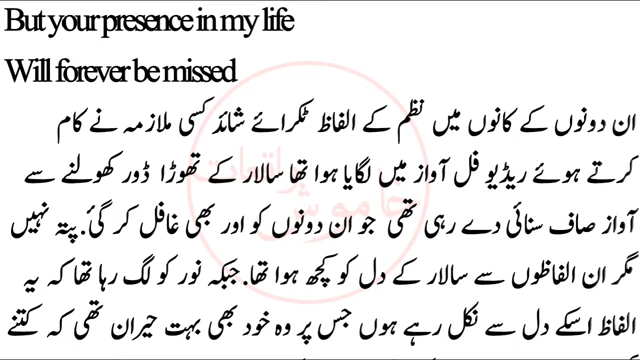 But your presence in my life
Will forever be missed
ان دونوں کے کانوں میں نظم کے الفاظ ٹکرائے شائد کسی ملازمہ نے کام
کرتے ہوئے ریڈیو فل آواز میں لگایا ہوا تھا سالار کے تھوڑا ڈور کھولنے سے
آواز صاف سنائی دے رہی تھی جو ان دونوں کو اور بھی غافل کر گئ. پتہ نہیں
مگر ان الفاظوں سے سالار کے دل کو کچھ ہوا تھا. جبکہ نور کو لگ رہا تھا کہ یہ
الفاظ اسکے دل سے نکل رہے ہوں جس پر وہ خود بھی بہت حیران تھی کہ کتنے